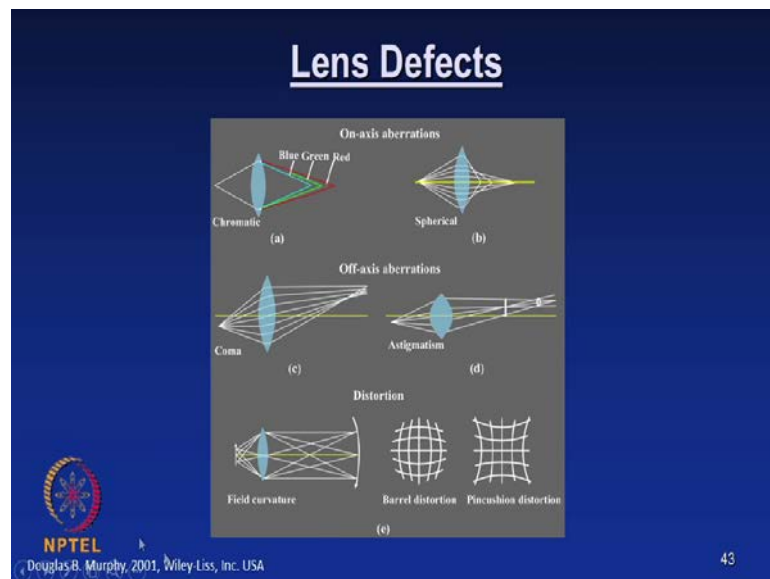 Lens Defects
On-axis aberrations
Blue Green Red
Chromatic
Spherical
(a)
(b)
Off-axis aberrations
Coma
Astigmatism
(c)
(d)
Distortion
Field curvature
Barrel distortion
Pincushion distortion
(e)
NPTEL
Douglas B. Murphy, 2001, Wiley-Liss, Inc. USA
43